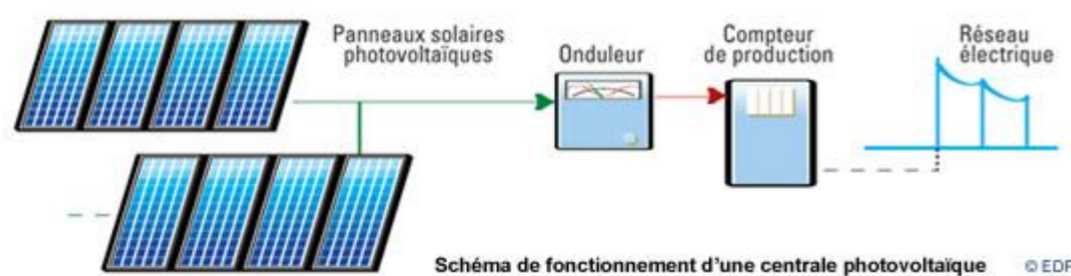 Panneaux solaires
photovoltaïques
Onduleur
Compteur
de production
Réseau
électrique
Schéma de fonctionnement d'une centrale photovoltaïque
© EDF